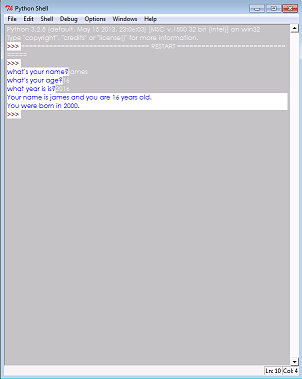 Python Shell
File Edit Shell Debug Options Windows Help
Python 3.2.5 (default, May 15 2013, 23:06:03) [MSC v.1500 32 bit (Intel)] on win32
Type "copyright", "credits" or "license()" for more information.
>>> ================================ RESTART ================================
>>>
what's your name?james
what's your age?
what year is is?2016
Your name is james and you are 16 years old.
You were born in 2000.
>>>
Ln: 10 Col: 4